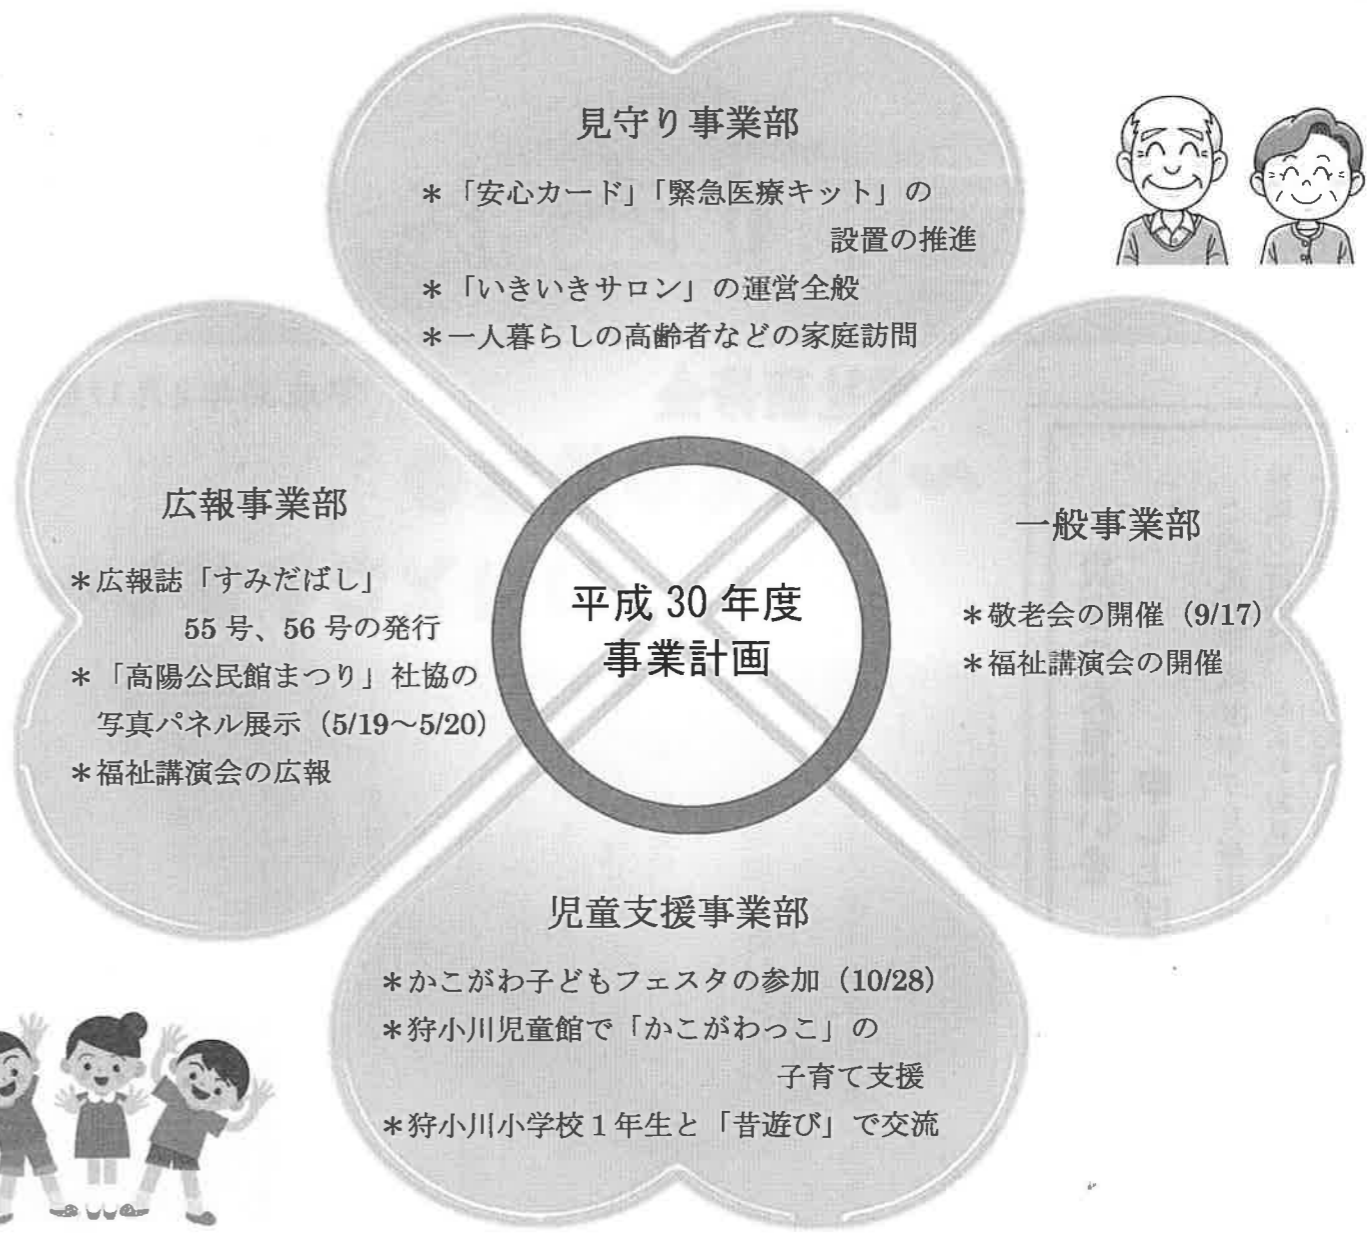 見守り事業部
＊「安心カード」「緊急医療キット」の
設置の推進
＊「いきいきサロン」の運営全般
＊一人暮らしの高齢者などの家庭訪問
広報事業部
＊広報誌「すみだばし」
55 号、56 号の発行
＊「高陽公民館まつり」社協の
写真パネル展示（5/19～5/20）
＊福祉講演会の広報
平成 30 年度
事業計画
一般事業部
＊敬老会の開催（9/17）
＊福祉講演会の開催
児童支援事業部
＊かこがわ子どもフェスタの参加（10/28）
＊狩小川児童館で「かこがわっこ」の
子育て支援
＊狩小川小学校１年生と「昔遊び」で交流